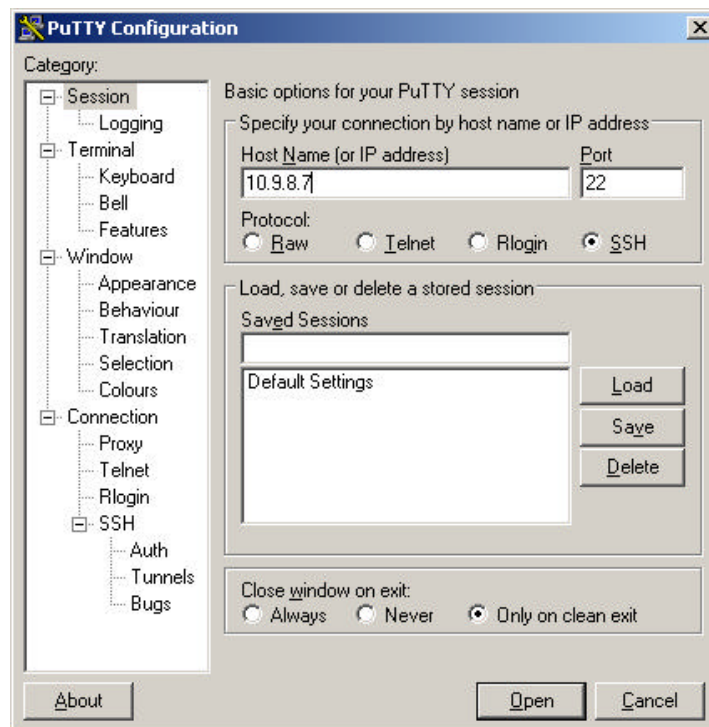 PuTTY Configuration
Category:
Session
Logging
Terminal
Keyboard
Bell
Features
Window
Appearance
Behaviour
Translation
Selection
Colours
Connection
Proxy
Telnet
Rlogin
SSH
Auth
Tunnels
Bugs
Basic options for your PuTTY session
Specify your connection by host name or IP address
Host Name (or IP address) Port
10.9.8.7 22
Protocol:
Raw Telnet Rlogin SSH
Load, save or delete a stored session
Saved Sessions
Default Settings
Load
Save
Delete
Close window on exit:
Always Never Only on clean exit
About Open Cancel